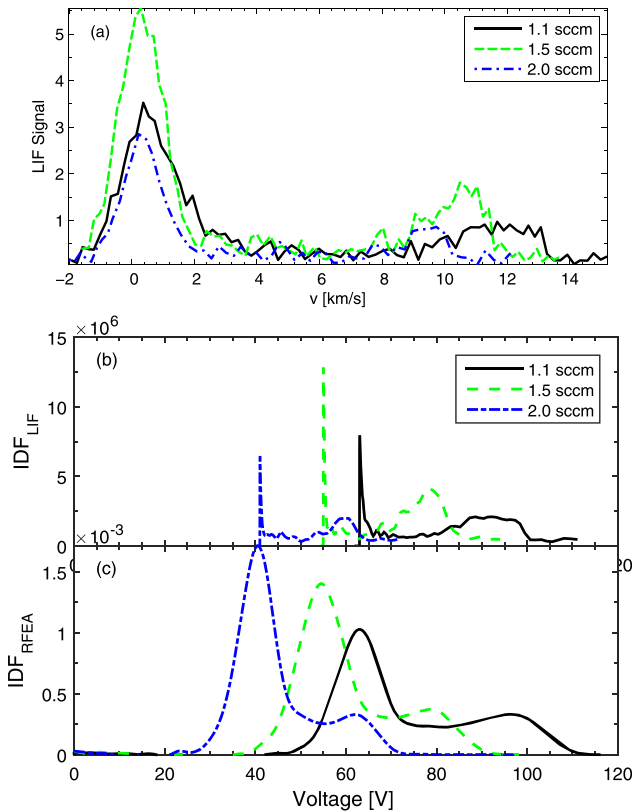 (a)
1.1 sccm
1.5 sccm
2.0 sccm
5
4
3
2
1
LIF Signal
−2 0 2 4 6 8 10 12 14
v [km/s]
×10⁶
15
(b)
1.1 sccm
1.5 sccm
2.0 sccm
10
5
0
IDF_LIF
×10⁻³
0 20
(c)
1.5
1
0.5
0
IDF_RFEA
0 20 40 60 80 100 120
Voltage [V]